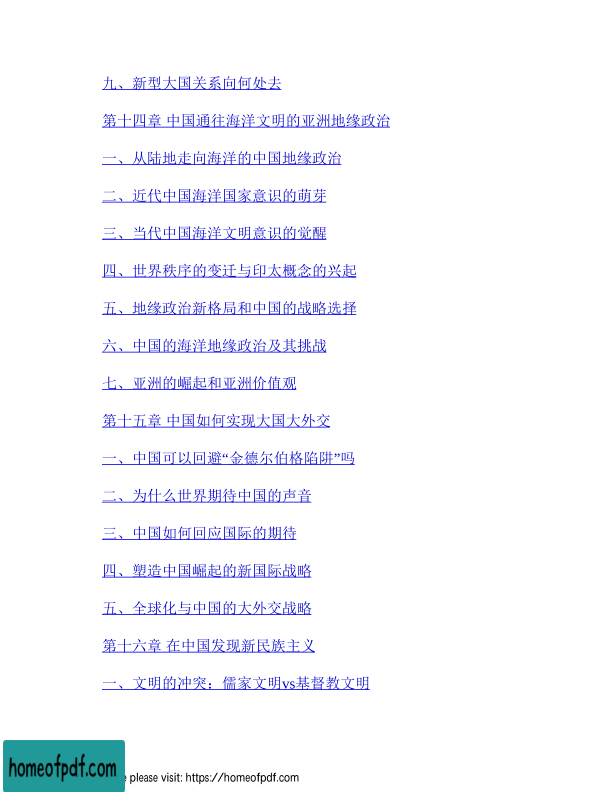 九、新型大国关系向何处去
第十四章 中国通往海洋文明的亚洲地缘政治
一、从陆地走向海洋的中国地缘政治
二、近代中国海洋国家意识的萌芽
三、当代中国海洋文明意识的觉醒
四、世界秩序的变迁与印太概念的兴起
五、地缘政治新格局和中国的战略选择
六、中国的海洋地缘政治及其挑战
七、亚洲的崛起和亚洲价值观
第十五章 中国如何实现大国大外交
一、中国可以回避“金德尔伯格陷阱”吗
二、为什么世界期待中国的声音
三、中国如何回应国际的期待
四、塑造中国崛起的新国际战略
五、全球化与中国的大外交战略
第十六章 在中国发现新民族主义
一、文明的冲突：儒家文明vs基督教文明
homeofpdf.com
please visit: https://homeofpdf.com